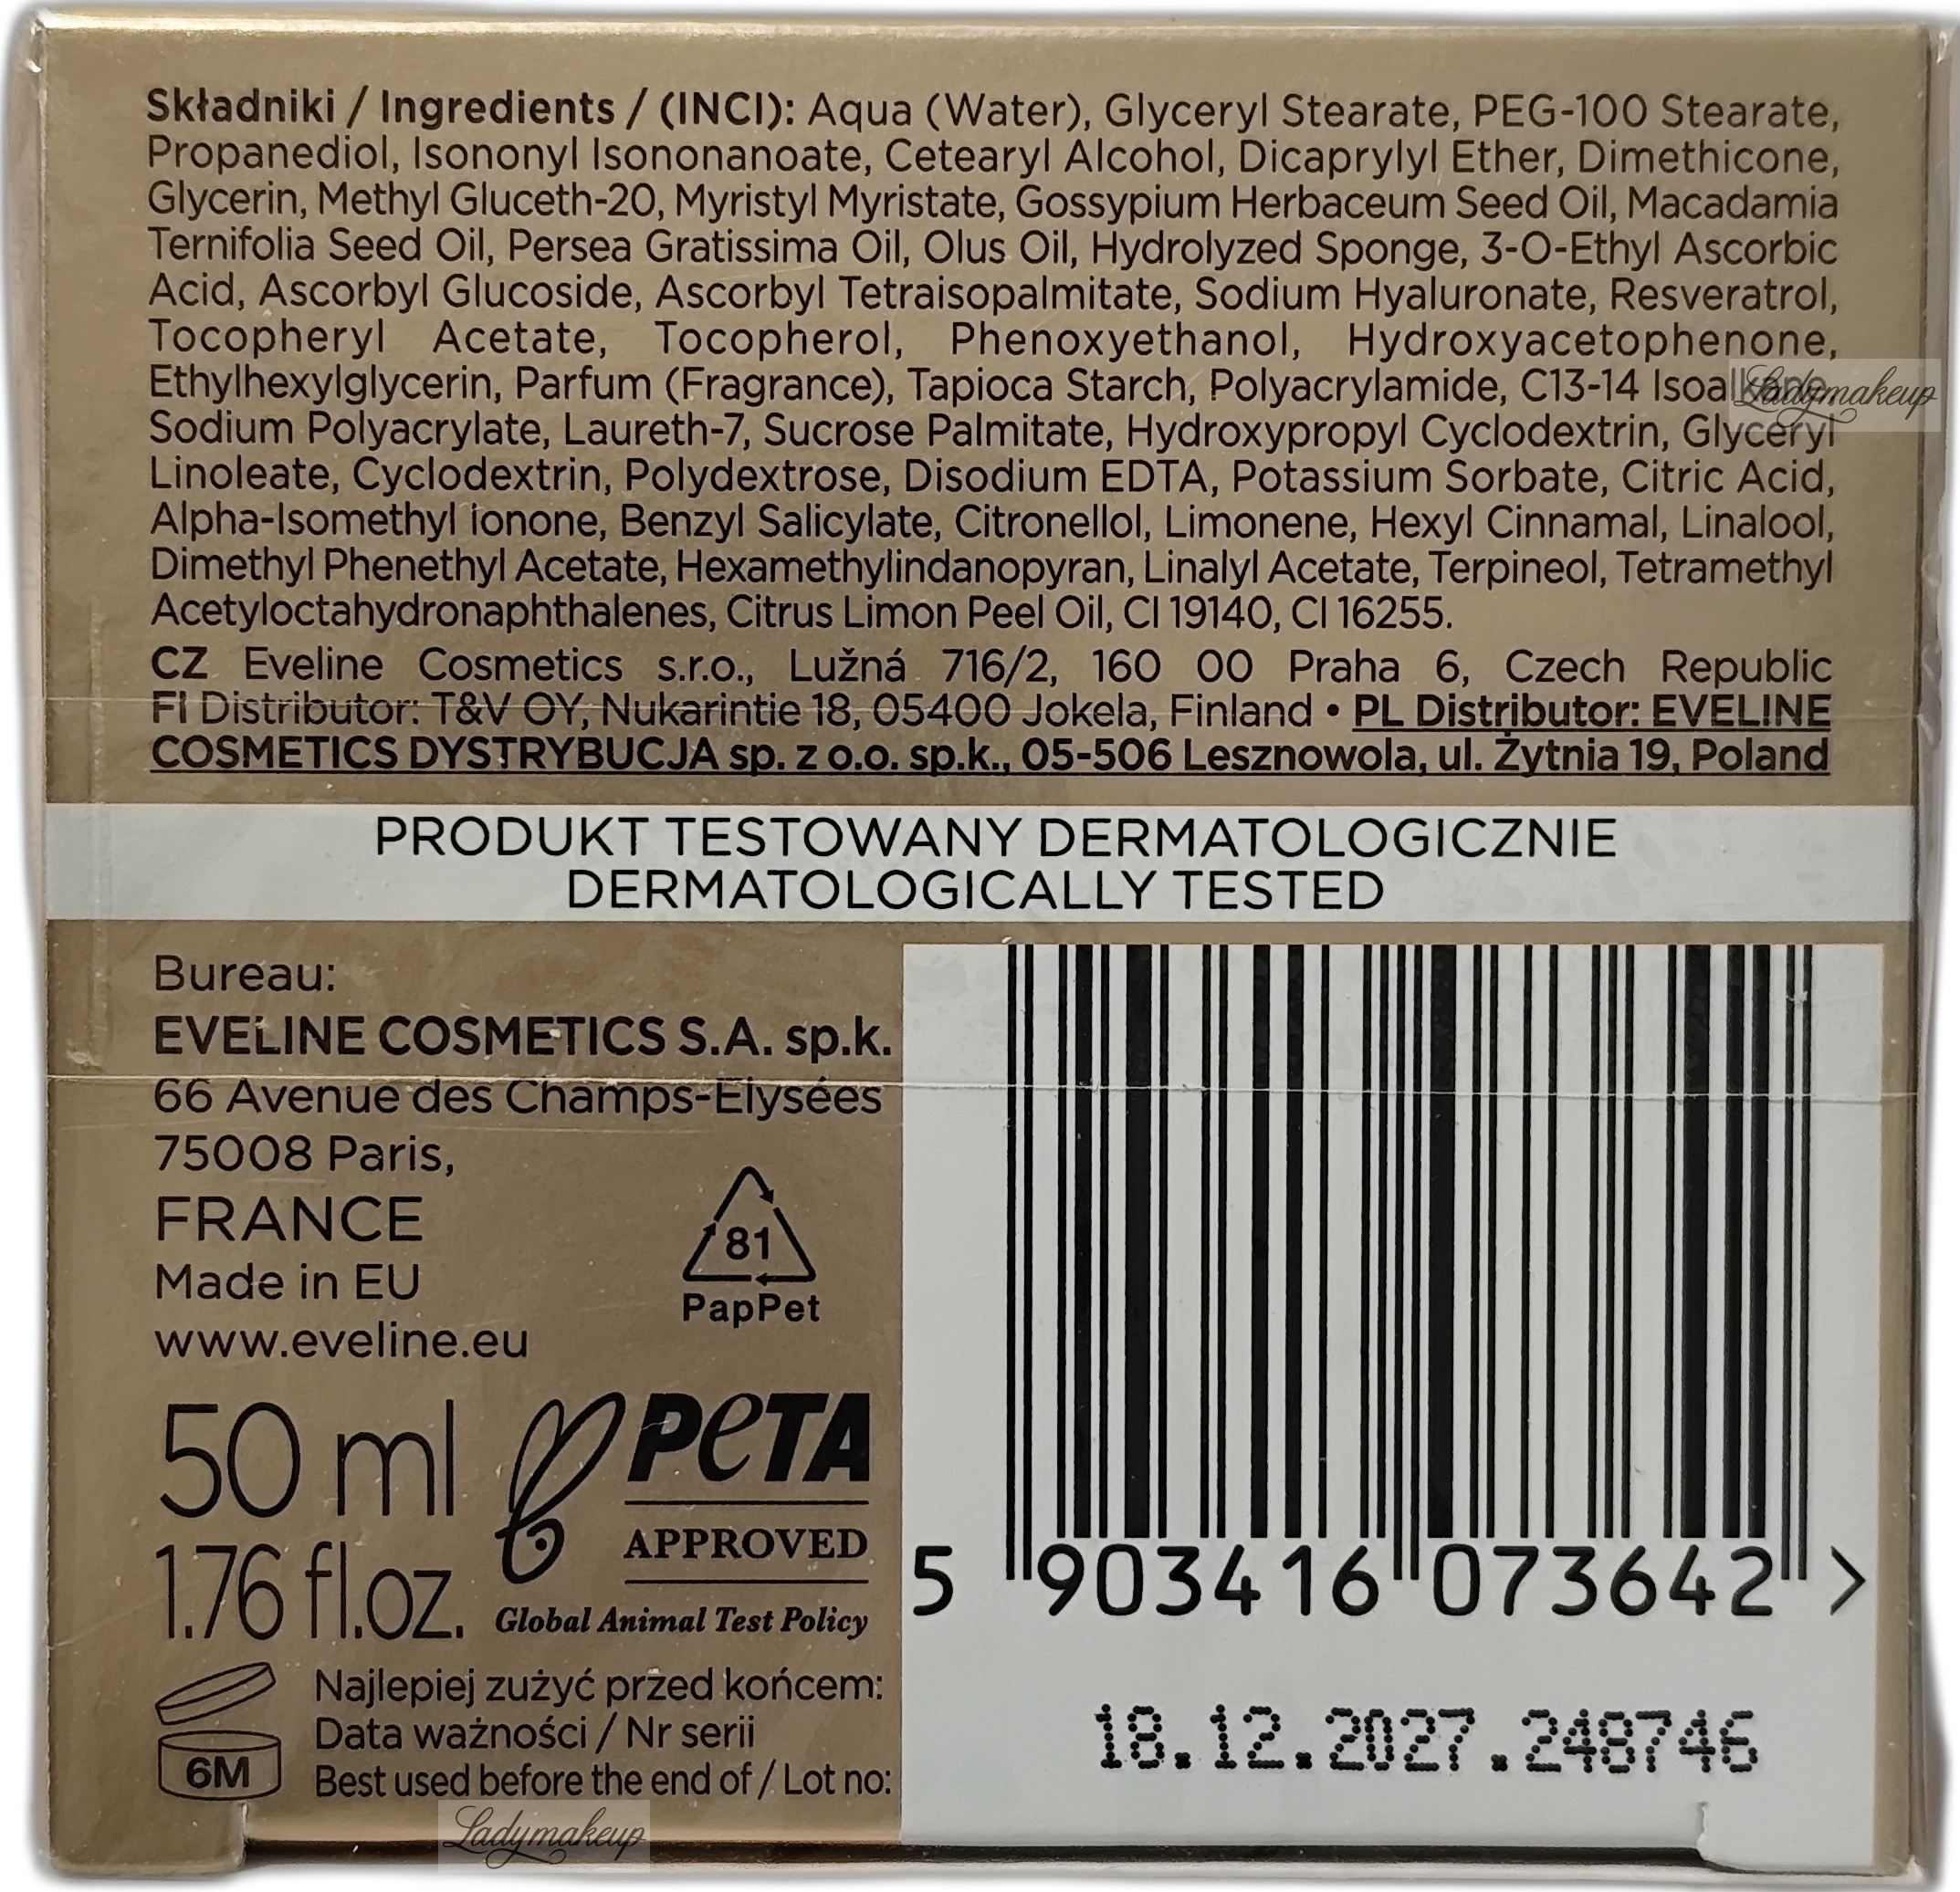 Składniki / Ingredients / (INCI): Aqua (Water), Glyceryl Stearate, PEG-100 Stearate,
Propanediol, Isononyl Isononanoate, Cetearyl Alcohol, Dicaprylyl Ether, Dimethicone,
Glycerin, Methyl Gluceth-20, Myristyl Myristate, Gossypium Herbaceum Seed Oil, Macadamia
Ternifolia Seed Oil, Persea Gratissima Oil, Olus Oil, Hydrolyzed Sponge, 3-O-Ethyl Ascorbic
Acid, Ascorbyl Glucoside, Ascorbyl Tetraisopalmitate, Sodium Hyaluronate, Resveratrol,
Tocopheryl Acetate, Tocopherol, Phenoxyethanol, Hydroxyacetophenone,
Ethylhexylglycerin, Parfum (Fragrance), Tapioca Starch, Polyacrylamide, C13-14
Ladymakeup
Sodium Polyacrylate, Laureth-7, Sucrose Palmitate, Hydroxypropyl Cyclodextrin, Glyceryl
Linoleate, Cyclodextrin, Polydextrose, Disodium EDTA, Potassium Sorbate, Citric Acid,
Alpha-Isomethyl Ionone, Benzyl Salicylate, Citronellol, Limonene, Hexyl Cinnamal, Linalool,
Dimethyl Phenethyl Acetate, Hexamethylindanopyran, Linalyl Acetate, Terpineol, Tetramethyl
Acetyloctahydronaphthalenes, Citrus Limon Peel Oil, CI 19140, CI 16255.
CZ Eveline Cosmetics s.r.o., Lužná 716/2, 160 00 Praha 6, Czech Republic
FI Distributor: T&V OY, Nukarintie 18, 05400 Jokela, Finland • PL Distributor: EVELINE
COSMETICS DYSTRYBUCJA sp. z o.o. sp.k., 05-506 Lesznowola, ul. Żytnia 19, Poland
PRODUKT TESTOWANY DERMATOLOGICZNIE
DERMATOLOGICALLY TESTED
Bureau:
EVELINE COSMETICS S.A. sp.k.
66 Avenue des Champs-Elysées
75008 Paris,
FRANCE
Made in EU
www.eveline.eu
81
PapPet
50 ml
1.76 fl.oz.
PETA
APPROVED
Global Animal Test Policy
6M
Najlepiej zużyć przed końcem:
Data ważności / Nr serii
Best used before the end of / Lot no:
5 903416 073642 >
18.12.2027.248746
Ladymakeup